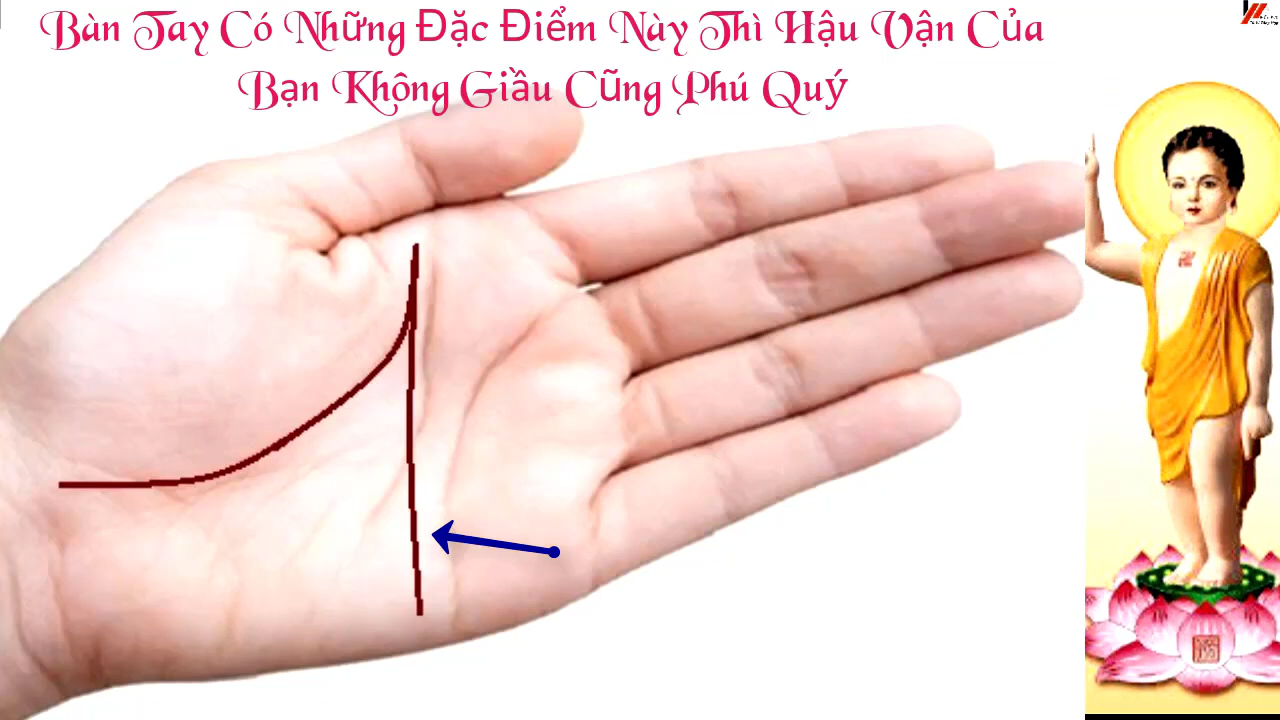 Bàn Tay Có Những Đặc Điểm Này Thì Hậu Vận Của
Bạn Không Giầu Cũng Phú Quý